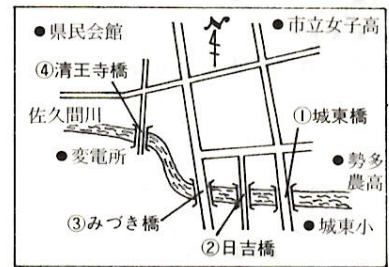 ●県民会館
N
●市立女子高
④清王寺橋
佐久間川
①城東橋
●変電所
●勢多
農高
③みづき橋
②日吉橋
●城東小